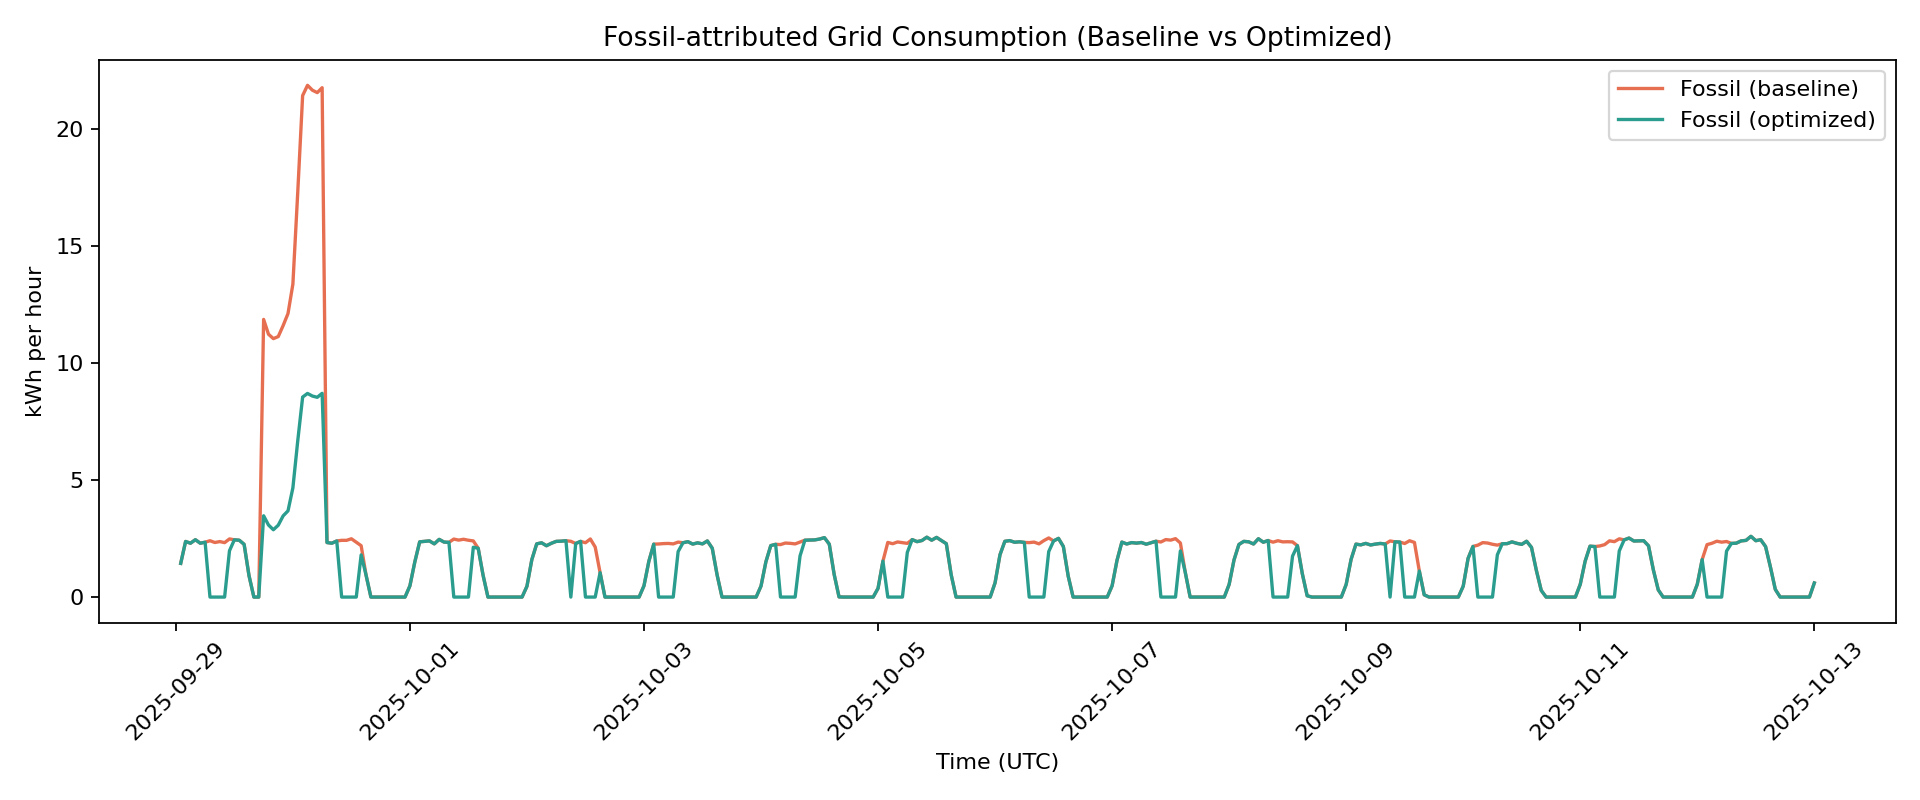 Fossil-attributed Grid Consumption (Baseline vs Optimized)
Fossil (baseline)
Fossil (optimized)
kWh per hour
20
15
10
5
0
2025-09-29
2025-10-01
2025-10-03
2025-10-05
2025-10-07
2025-10-09
2025-10-11
2025-10-13
Time (UTC)